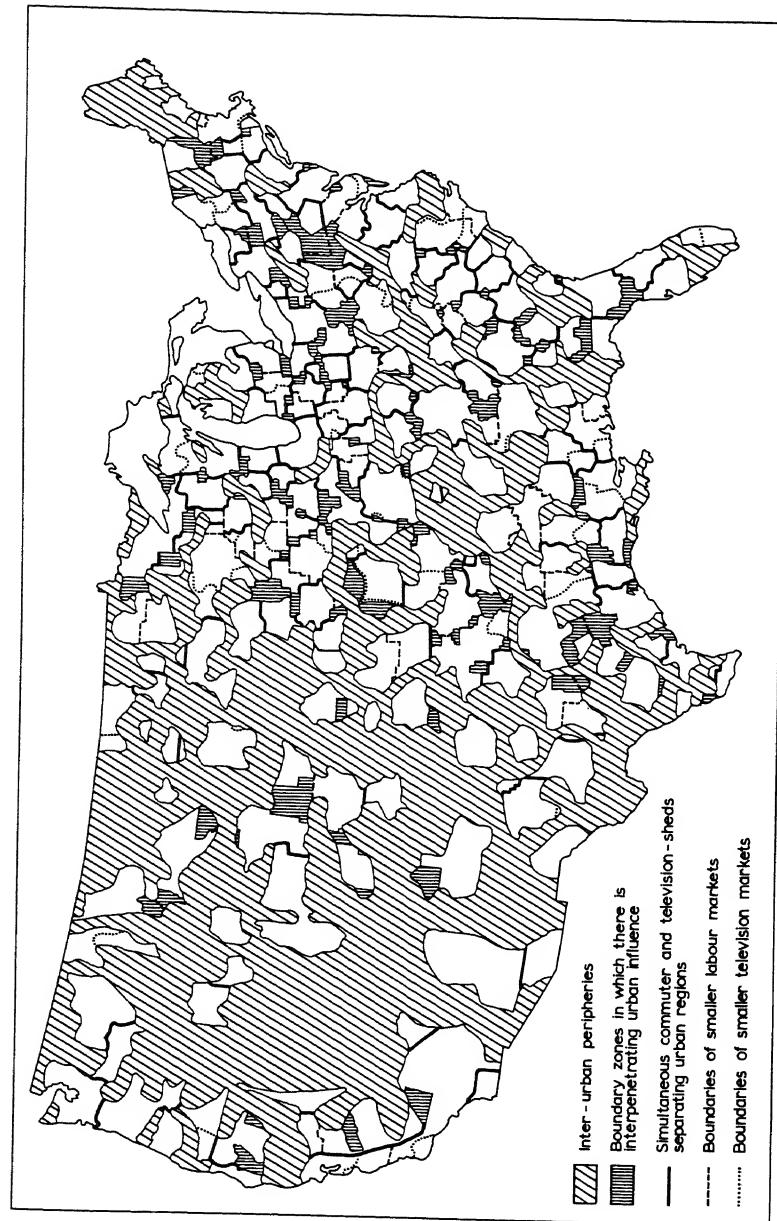 Inter-urban peripheries
Boundary zones in which there is
interpenetrating urban influence
Simultaneous commuter and television-sheds
separating urban regions
Boundaries of smaller labour markets
Boundaries of smaller television markets